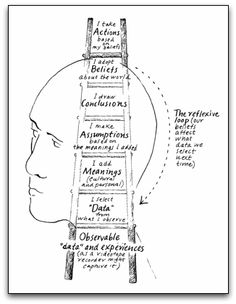 I take
Actions
based on
my beliefs
I adopt
Beliefs
about the world
I draw
Conclusions
I make
Assumptions
based on
the meanings I added
I add
Meanings
(cultural
and personal)
I select
"Data"
from
what I observe
Observable
"data" and experiences
(as a videotape
recorder might
capture it)
The reflexive
loop (our
beliefs
affect
what
data we
select
next
time)